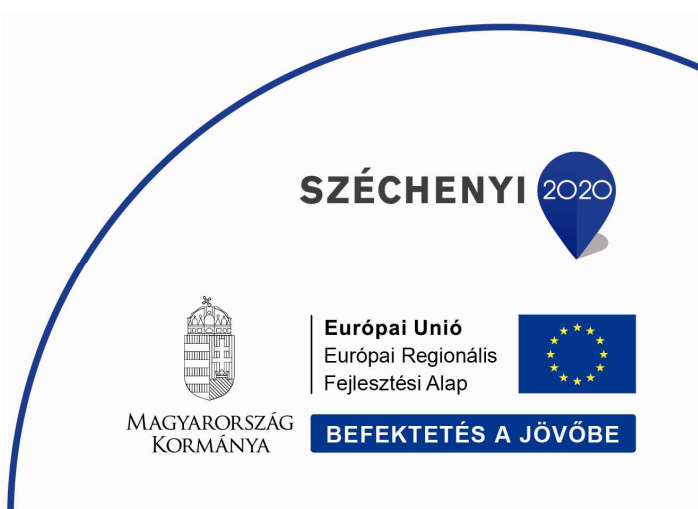 SZÉCHENYI 2020
Európai Unió
Európai Regionális
Fejlesztési Alap
MAGYARORSZÁG
KORMÁNYA
BEFEKTETÉS A JÖVŐBE